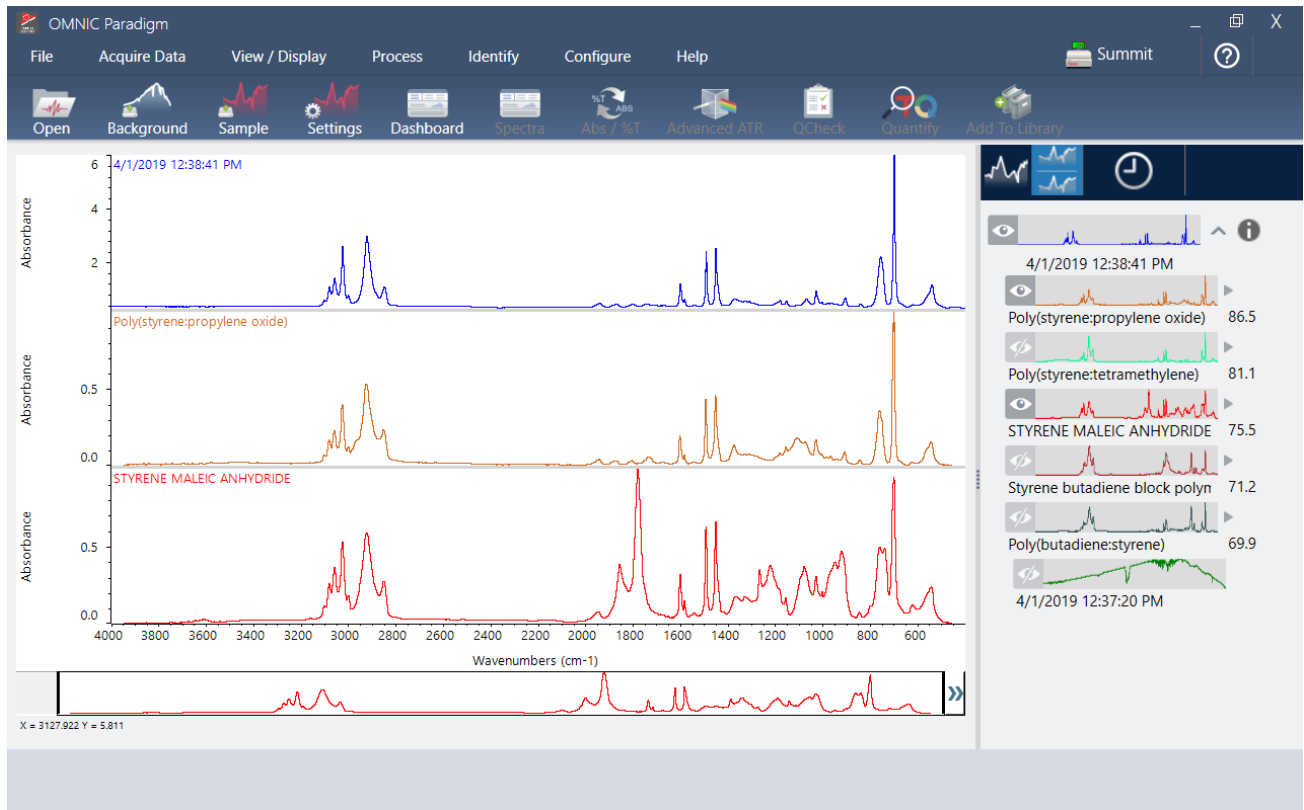 OMNIC Paradigm
File Acquire Data View / Display Process Identify Configure Help Summit
Open Background Sample Settings Dashboard Spectra Abs / %T Advanced ATR QCheck Quantify Add To Library
%T ABS
6 4/1/2019 12:38:41 PM
4
2
Absorbance
Poly(styrene:propylene oxide)
0.5
0.0
Absorbance
STYRENE MALEIC ANHYDRIDE
0.5
0.0
Absorbance
4000 3800 3600 3400 3200 3000 2800 2600 2400 2200 2000 1800 1600 1400 1200 1000 800 600
Wavenumbers (cm-1)
X = 3127.922 Y = 5.811
4/1/2019 12:38:41 PM
Poly(styrene:propylene oxide) 86.5
Poly(styrene:tetramethylene) 81.1
STYRENE MALEIC ANHYDRIDE 75.5
Styrene butadiene block polyn 71.2
Poly(butadiene:styrene) 69.9
4/1/2019 12:37:20 PM